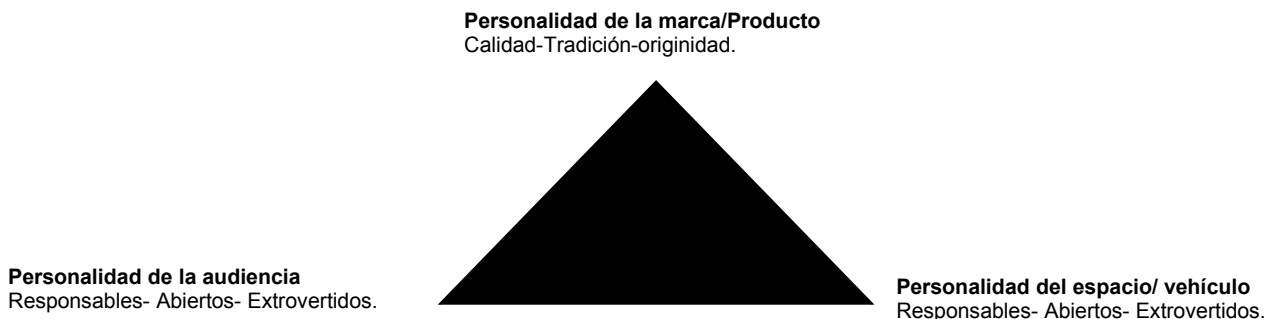 Personalidad de la marca/Producto
Calidad-Tradición-originidad.
Personalidad de la audiencia
Responsables- Abiertos- Extrovertidos.
Personalidad del espacio/ vehículo
Responsables- Abiertos- Extrovertidos.